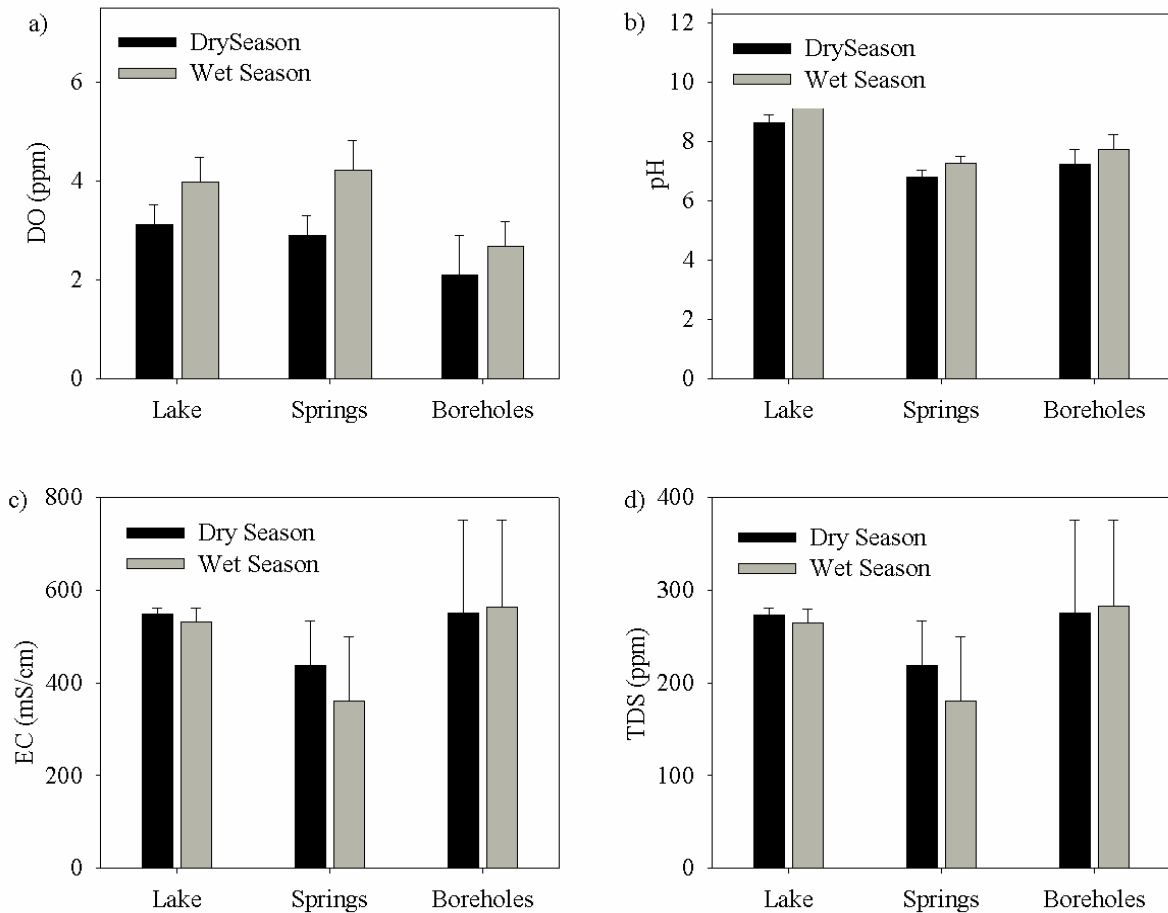 a)
DrySeason
Wet Season
6
4
2
0
DO (ppm)
Lake Springs Boreholes
b)
12
10
8
6
4
2
0
pH
DrySeason
Wet Season
Lake Springs Boreholes
c)
800
600
400
200
0
EC (mS/cm)
Dry Season
Wet Season
Lake Springs Boreholes
d)
400
300
200
100
0
TDS (ppm)
Dry Season
Wet Season
Lake Springs Boreholes